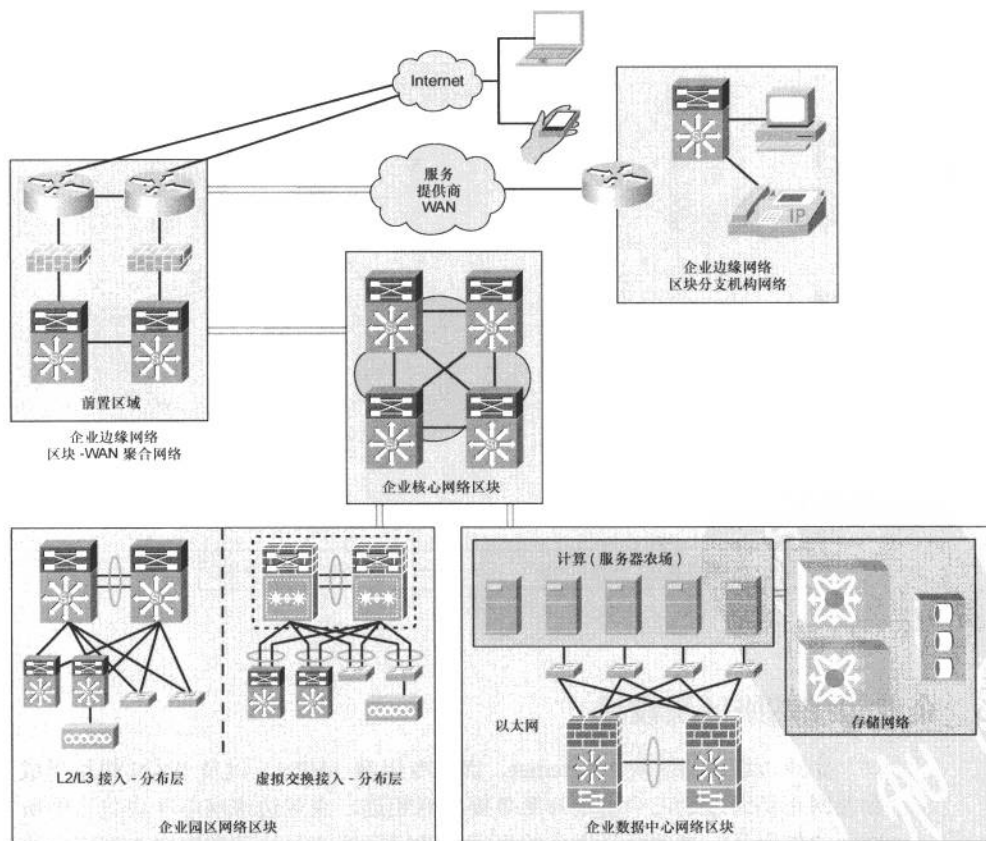 Internet
服务
提供商
WAN
IP
企业边缘网络
区块分支机构网络
Si
Si
Si
Si
前置区域
企业边缘网络
区块 -WAN 聚合网络
企业核心网络区块
计算 ( 服务器农场 )
以太网
存储网络
L2/L3 接入 - 分布层
虚拟交换接入 - 分布层
企业园区网络区块
企业数据中心网络区块